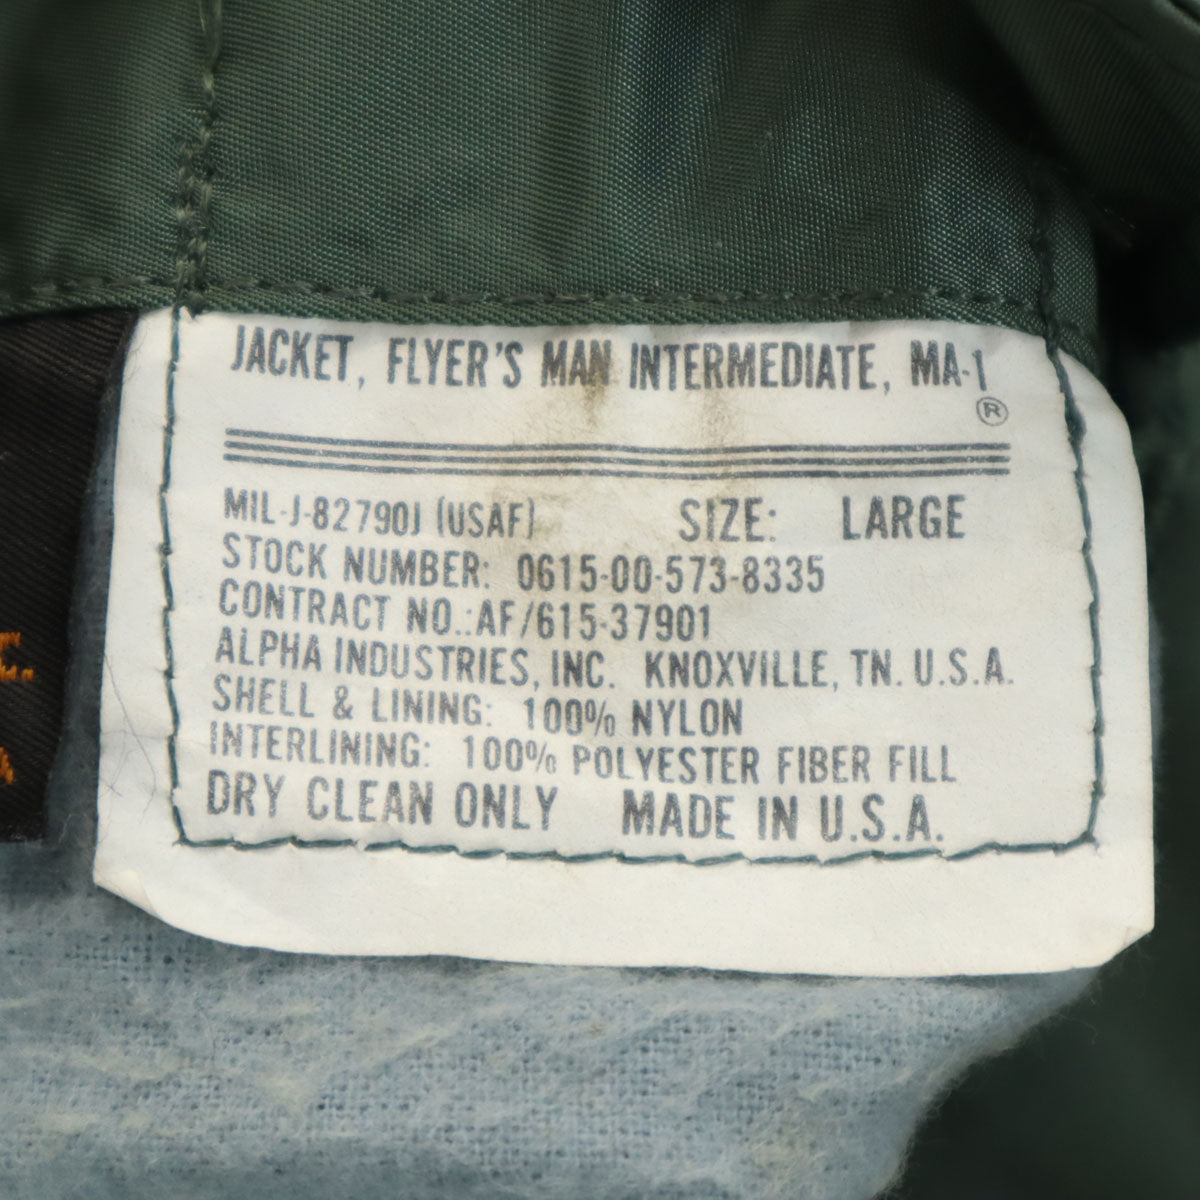 JACKET, FLYER'S MAN INTERMEDIATE, MA-1
®
MIL-J-82790J (USAF) SIZE: LARGE
STOCK NUMBER: 0615-00-573-8335
CONTRACT NO.:AF/615-37901
ALPHA INDUSTRIES, INC. KNOXVILLE, TN. U.S.A.
SHELL & LINING: 100% NYLON
INTERLINING: 100% POLYESTER FIBER FILL
DRY CLEAN ONLY MADE IN U.S.A.